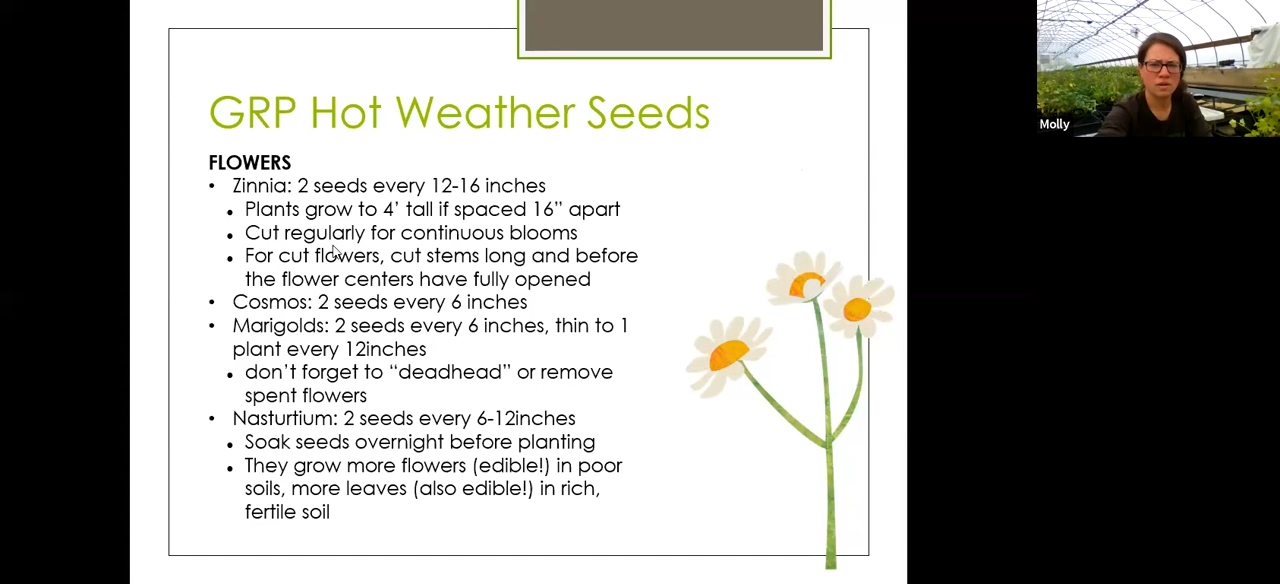 GRP Hot Weather Seeds
FLOWERS
• Zinnia: 2 seeds every 12-16 inches
• Plants grow to 4’ tall if spaced 16” apart
• Cut regularly for continuous blooms
• For cut flowers, cut stems long and before
the flower centers have fully opened
• Cosmos: 2 seeds every 6 inches
• Marigolds: 2 seeds every 6 inches, thin to 1
plant every 12inches
• don’t forget to “deadhead” or remove
spent flowers
• Nasturtium: 2 seeds every 6-12inches
• Soak seeds overnight before planting
• They grow more flowers (edible!) in poor
soils, more leaves (also edible!) in rich,
fertile soil
Molly